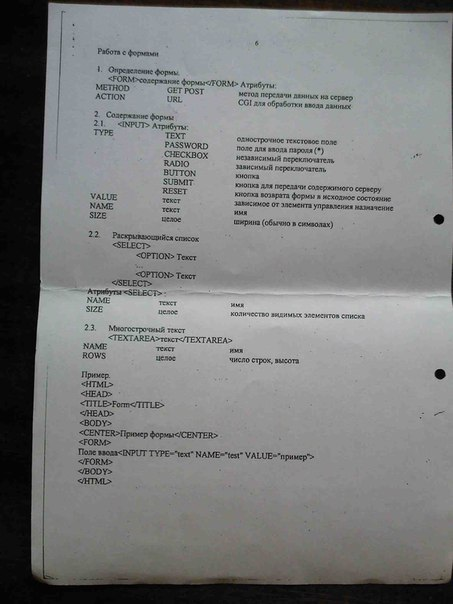 6
Работа с формами
1. Определение формы.
<FORM>содержание формы</FORM> Атрибуты:
METHOD GET POST метод передачи данных на сервер
ACTION URL CGI для обработки ввода данных
2. Содержание формы
2.1. <INPUT> Атрибуты:
TYPE TEXT однострочное текстовое поле
PASSWORD поле для ввода пароля (*)
CHECKBOX независимый переключатель
RADIO зависимый переключатель
BUTTON кнопка
SUBMIT кнопка для передачи содержимого серверу
RESET кнопка возврата формы в исходное состояние
VALUE текст зависимое от элемента управления назначение
NAME текст имя
SIZE целое ширина (обычно в символах)
2.2. Раскрывающийся список
<SELECT>
<OPTION> Текст
...
<OPTION> Текст
</SELECT>
Атрибуты <SELECT>:
NAME текст имя
SIZE целое количество видимых элементов списка
2.3. Многострочный текст
<TEXTAREA>текст</TEXTAREA>
NAME текст имя
ROWS целое число строк, высота
Пример.
<HTML>
<HEAD>
<TITLE>Form</TITLE>
</HEAD>
<BODY>
<CENTER>Пример формы</CENTER>
<FORM>
Поле ввода<INPUT TYPE="text" NAME="test" VALUE="пример">
</FORM>
</BODY>
</HTML>